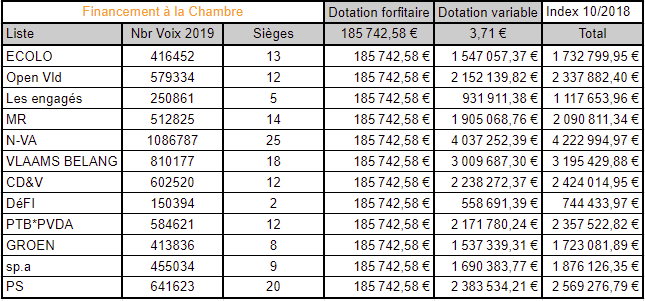 Financement à la Chambre Dotation forfitaire Dotation variable Index 10/2018
Liste Nbr Voix 2019 Sièges 185 742,58 € 3,71 € Total
ECOLO 416452 13 185 742,58 € 1 547 057,37 € 1 732 799,95 €
Open Vld 579334 12 185 742,58 € 2 152 139,82 € 2 337 882,40 €
Les engagés 250861 5 185 742,58 € 931 911,38 € 1 117 653,96 €
MR 512825 14 185 742,58 € 1 905 068,76 € 2 090 811,34 €
N-VA 1086787 25 185 742,58 € 4 037 252,39 € 4 222 994,97 €
VLAAMS BELANG 810177 18 185 742,58 € 3 009 687,30 € 3 195 429,88 €
CD&V 602520 12 185 742,58 € 2 238 272,37 € 2 424 014,95 €
DéFI 150394 2 185 742,58 € 558 691,39 € 744 433,97 €
PTB*PVDA 584621 12 185 742,58 € 2 171 780,24 € 2 357 522,82 €
GROEN 413836 8 185 742,58 € 1 537 339,31 € 1 723 081,89 €
sp.a 455034 9 185 742,58 € 1 690 383,77 € 1 876 126,35 €
PS 641623 20 185 742,58 € 2 383 534,21 € 2 569 276,79 €